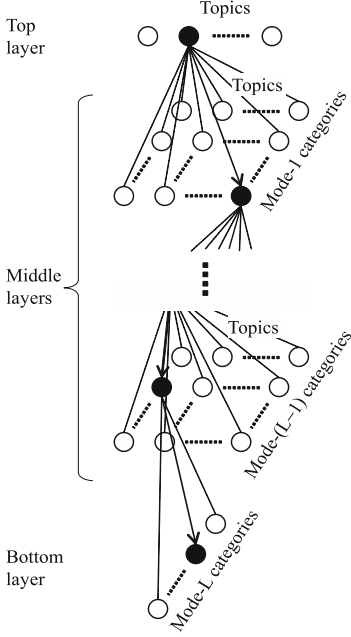 Topics
Top
layer
Topics
Mode-1 categories
Middle
layers
Topics
Mode-(L−1) categories
Mode-L categories
Bottom
layer